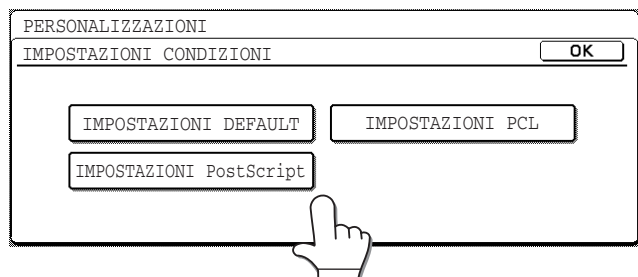 PERSONALIZZAZIONI
IMPOSTAZIONI CONDIZIONI OK
IMPOSTAZIONI DEFAULT IMPOSTAZIONI PCL
IMPOSTAZIONI PostScript